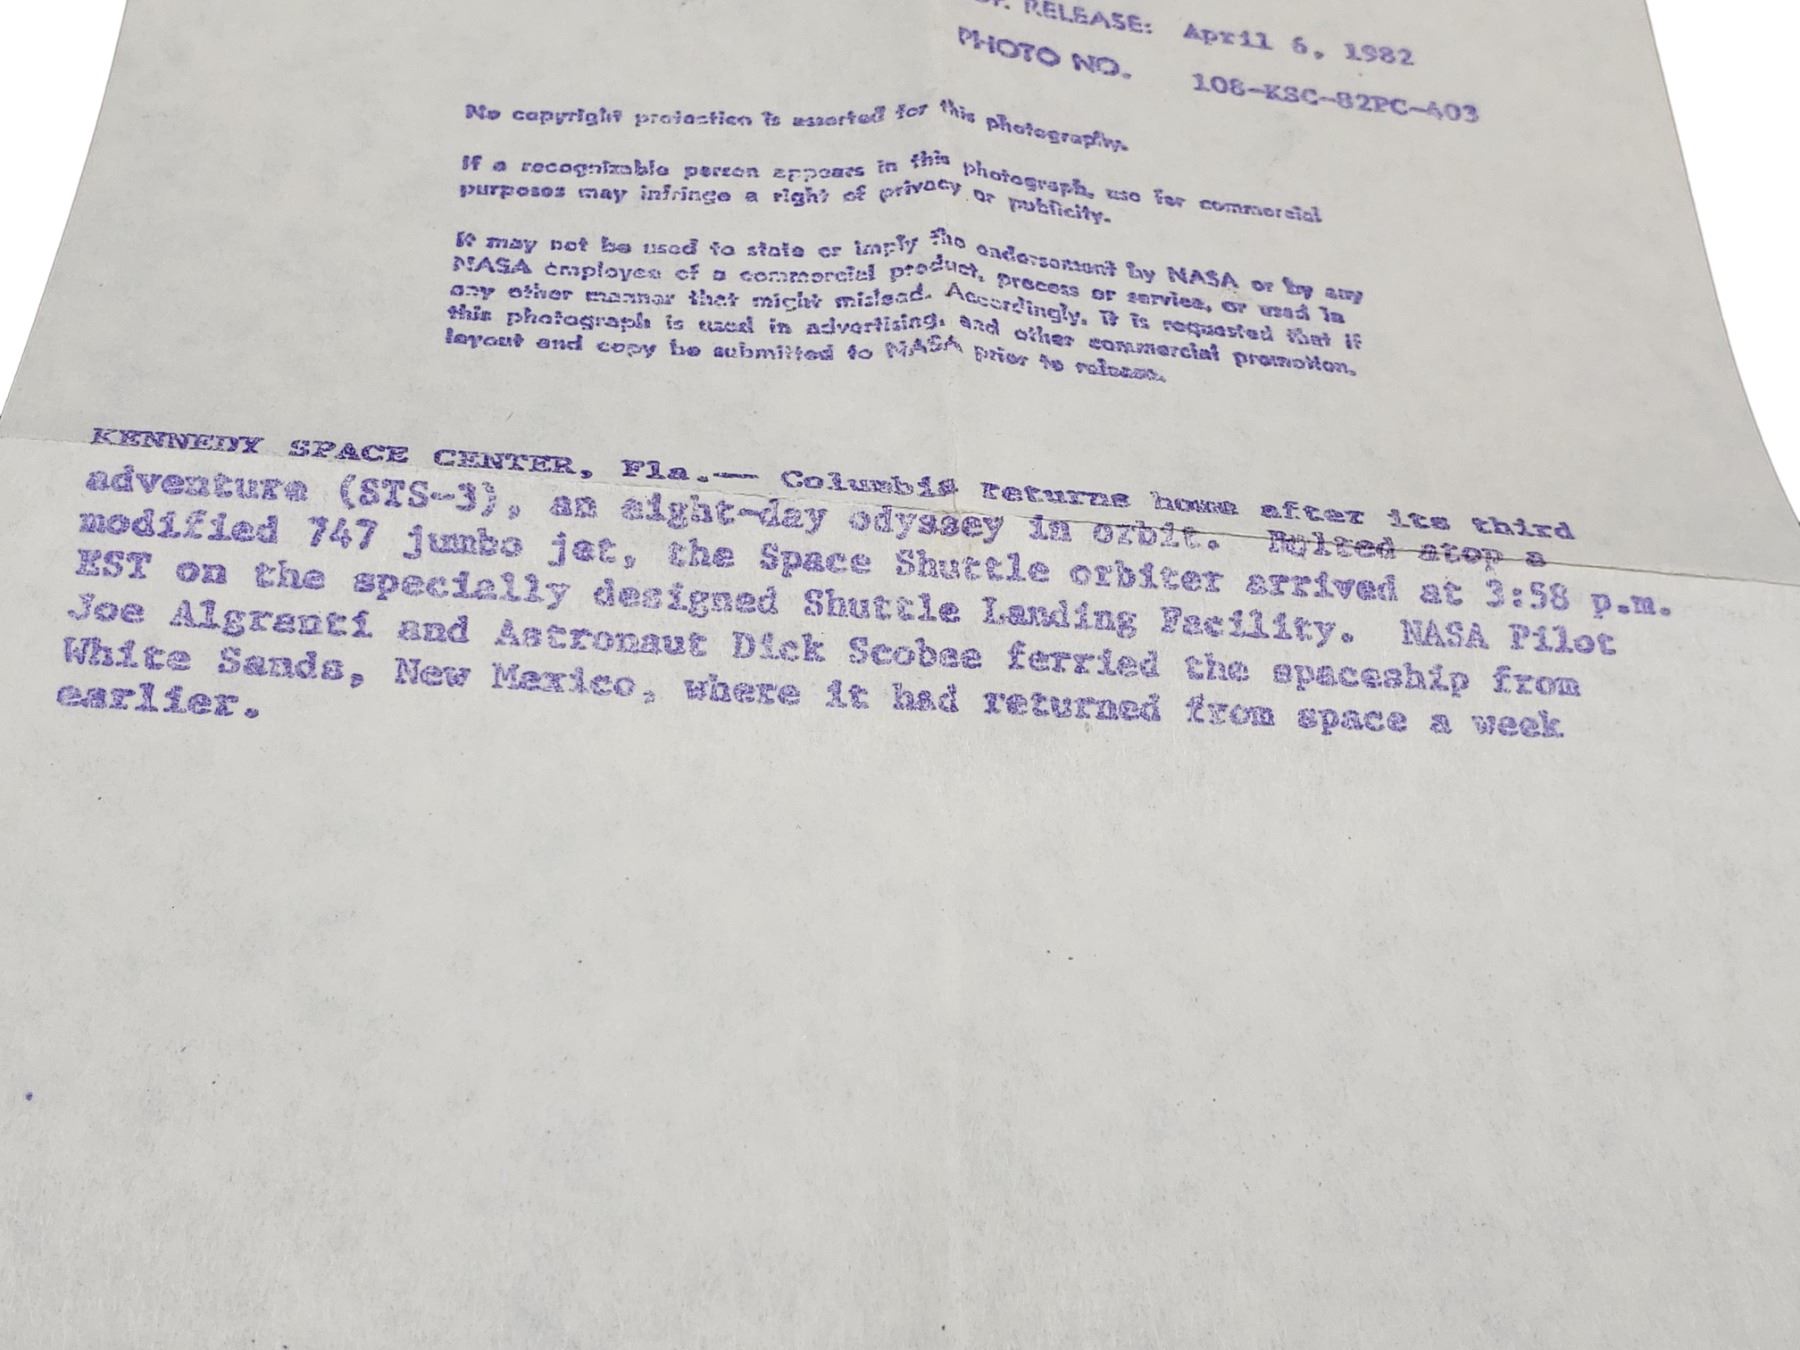 RELEASE: April 6, 1982
PHOTO NO. 108-KSC-82PC-403
No copyright protection is asserted for this photography.
If a recognizable person appears in this photograph, use for commercial
purposes may infringe a right of privacy or publicity.
It may not be used to state or imply the endorsement by NASA or by any
NASA employee of a commercial product, process or service, or used in
any other manner that might mislead. Accordingly, it is requested that if
this photograph is used in advertising, and other commercial promotion,
layout and copy be submitted to NASA prior to release.
KENNEDY SPACE CENTER, Fla.-- Columbia returns home after its third
adventure (STS-3), an eight-day odyssey in orbit. Bolted atop a
modified 747 jumbo jet, the Space Shuttle orbiter arrived at 3:58 p.m.
EST on the specially designed Shuttle Landing Facility. NASA Pilot
Joe Algranti and Astronaut Dick Scobee ferried the spaceship from
White Sands, New Mexico, where it had returned from space a week
earlier.